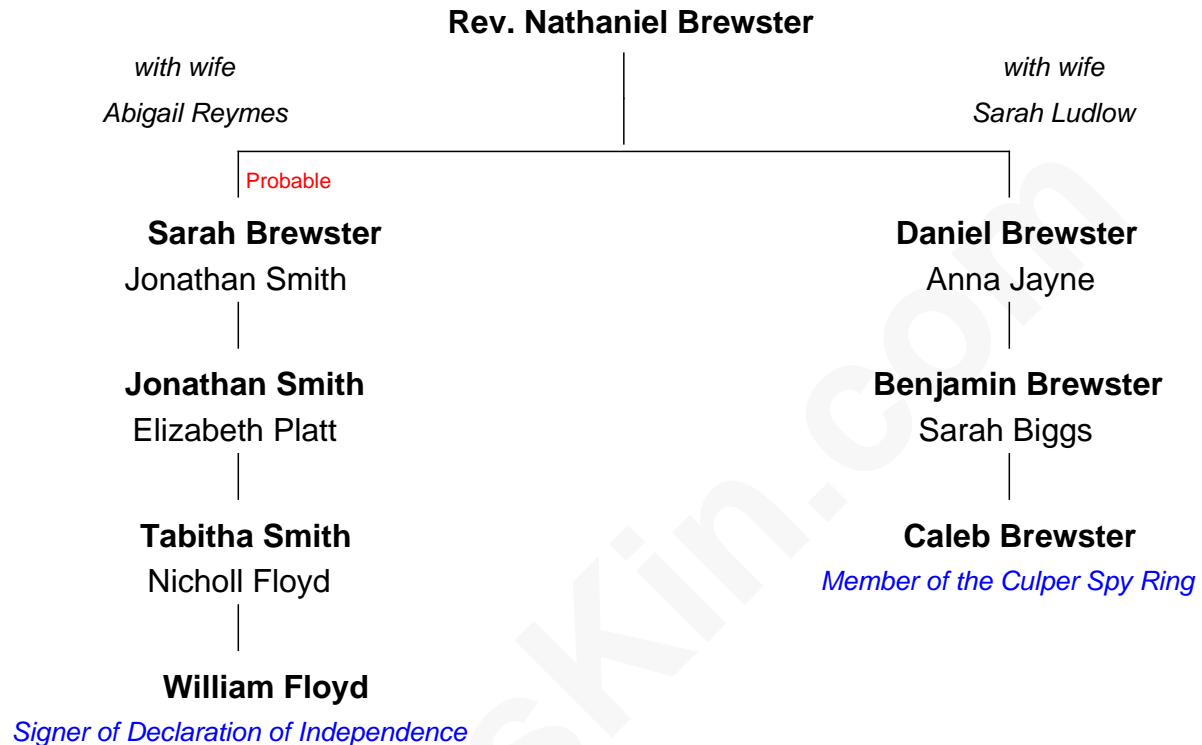 Rev. Nathaniel Brewster
with wife
Abigail Reymes
with wife
Sarah Ludlow
Probable
Sarah Brewster
Jonathan Smith
Daniel Brewster
Anna Jayne
Jonathan Smith
Elizabeth Platt
Benjamin Brewster
Sarah Biggs
Tabitha Smith
Nicholl Floyd
Caleb Brewster
Member of the Culper Spy Ring
William Floyd
Signer of Declaration of Independence
sKin.com